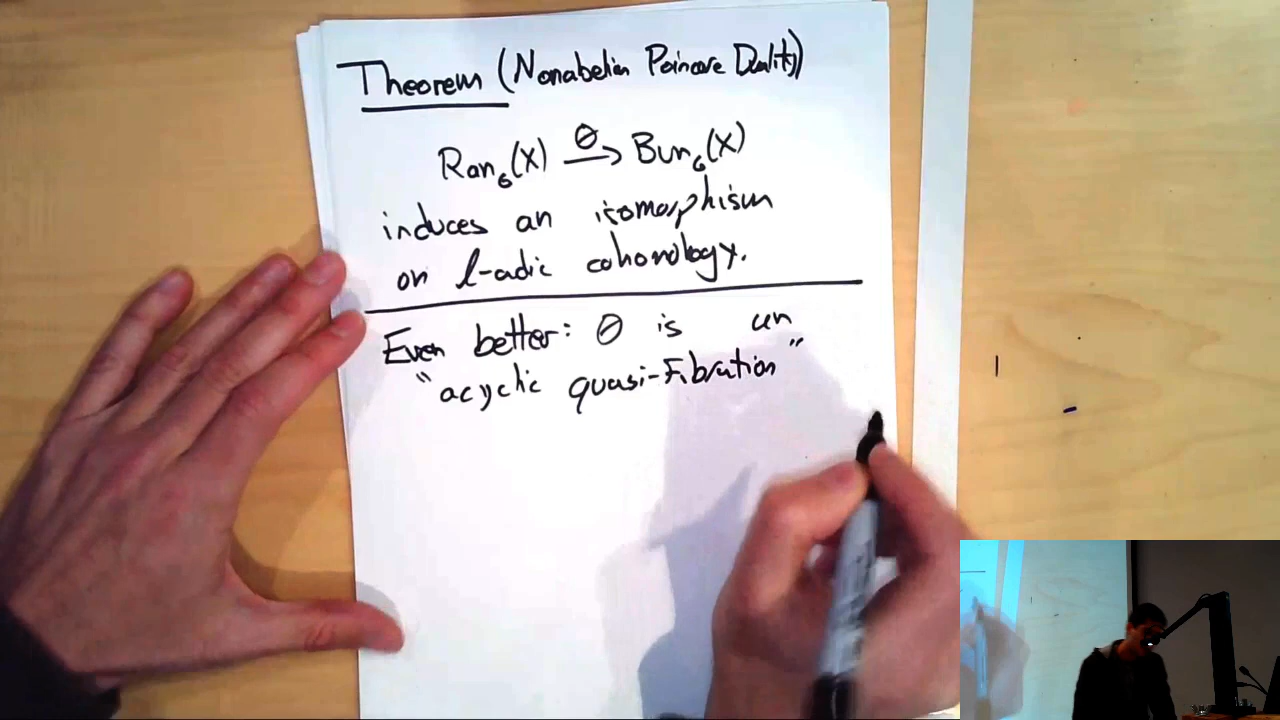 Theorem (Nonabelian Poincare Duality)
Ran_G(X) —θ→ Bun_G(X)
induces an isomorphism
on ℓ-adic cohomology.
Even better: θ is an
"acyclic quasi-fibration"